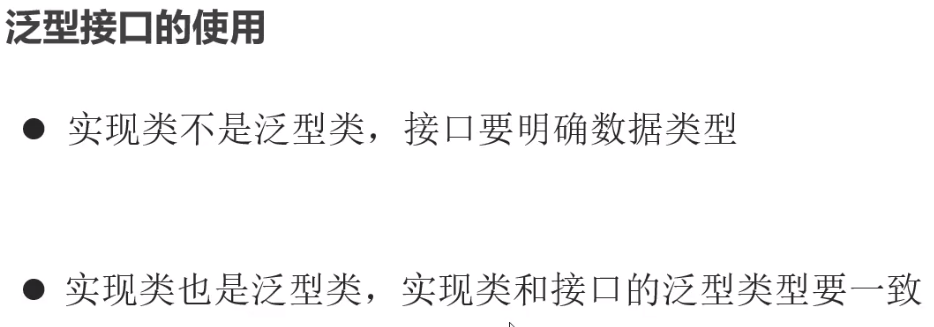 泛型接口的使用
● 实现类不是泛型类，接口要明确数据类型
● 实现类也是泛型类，实现类和接口的泛型类型要一致